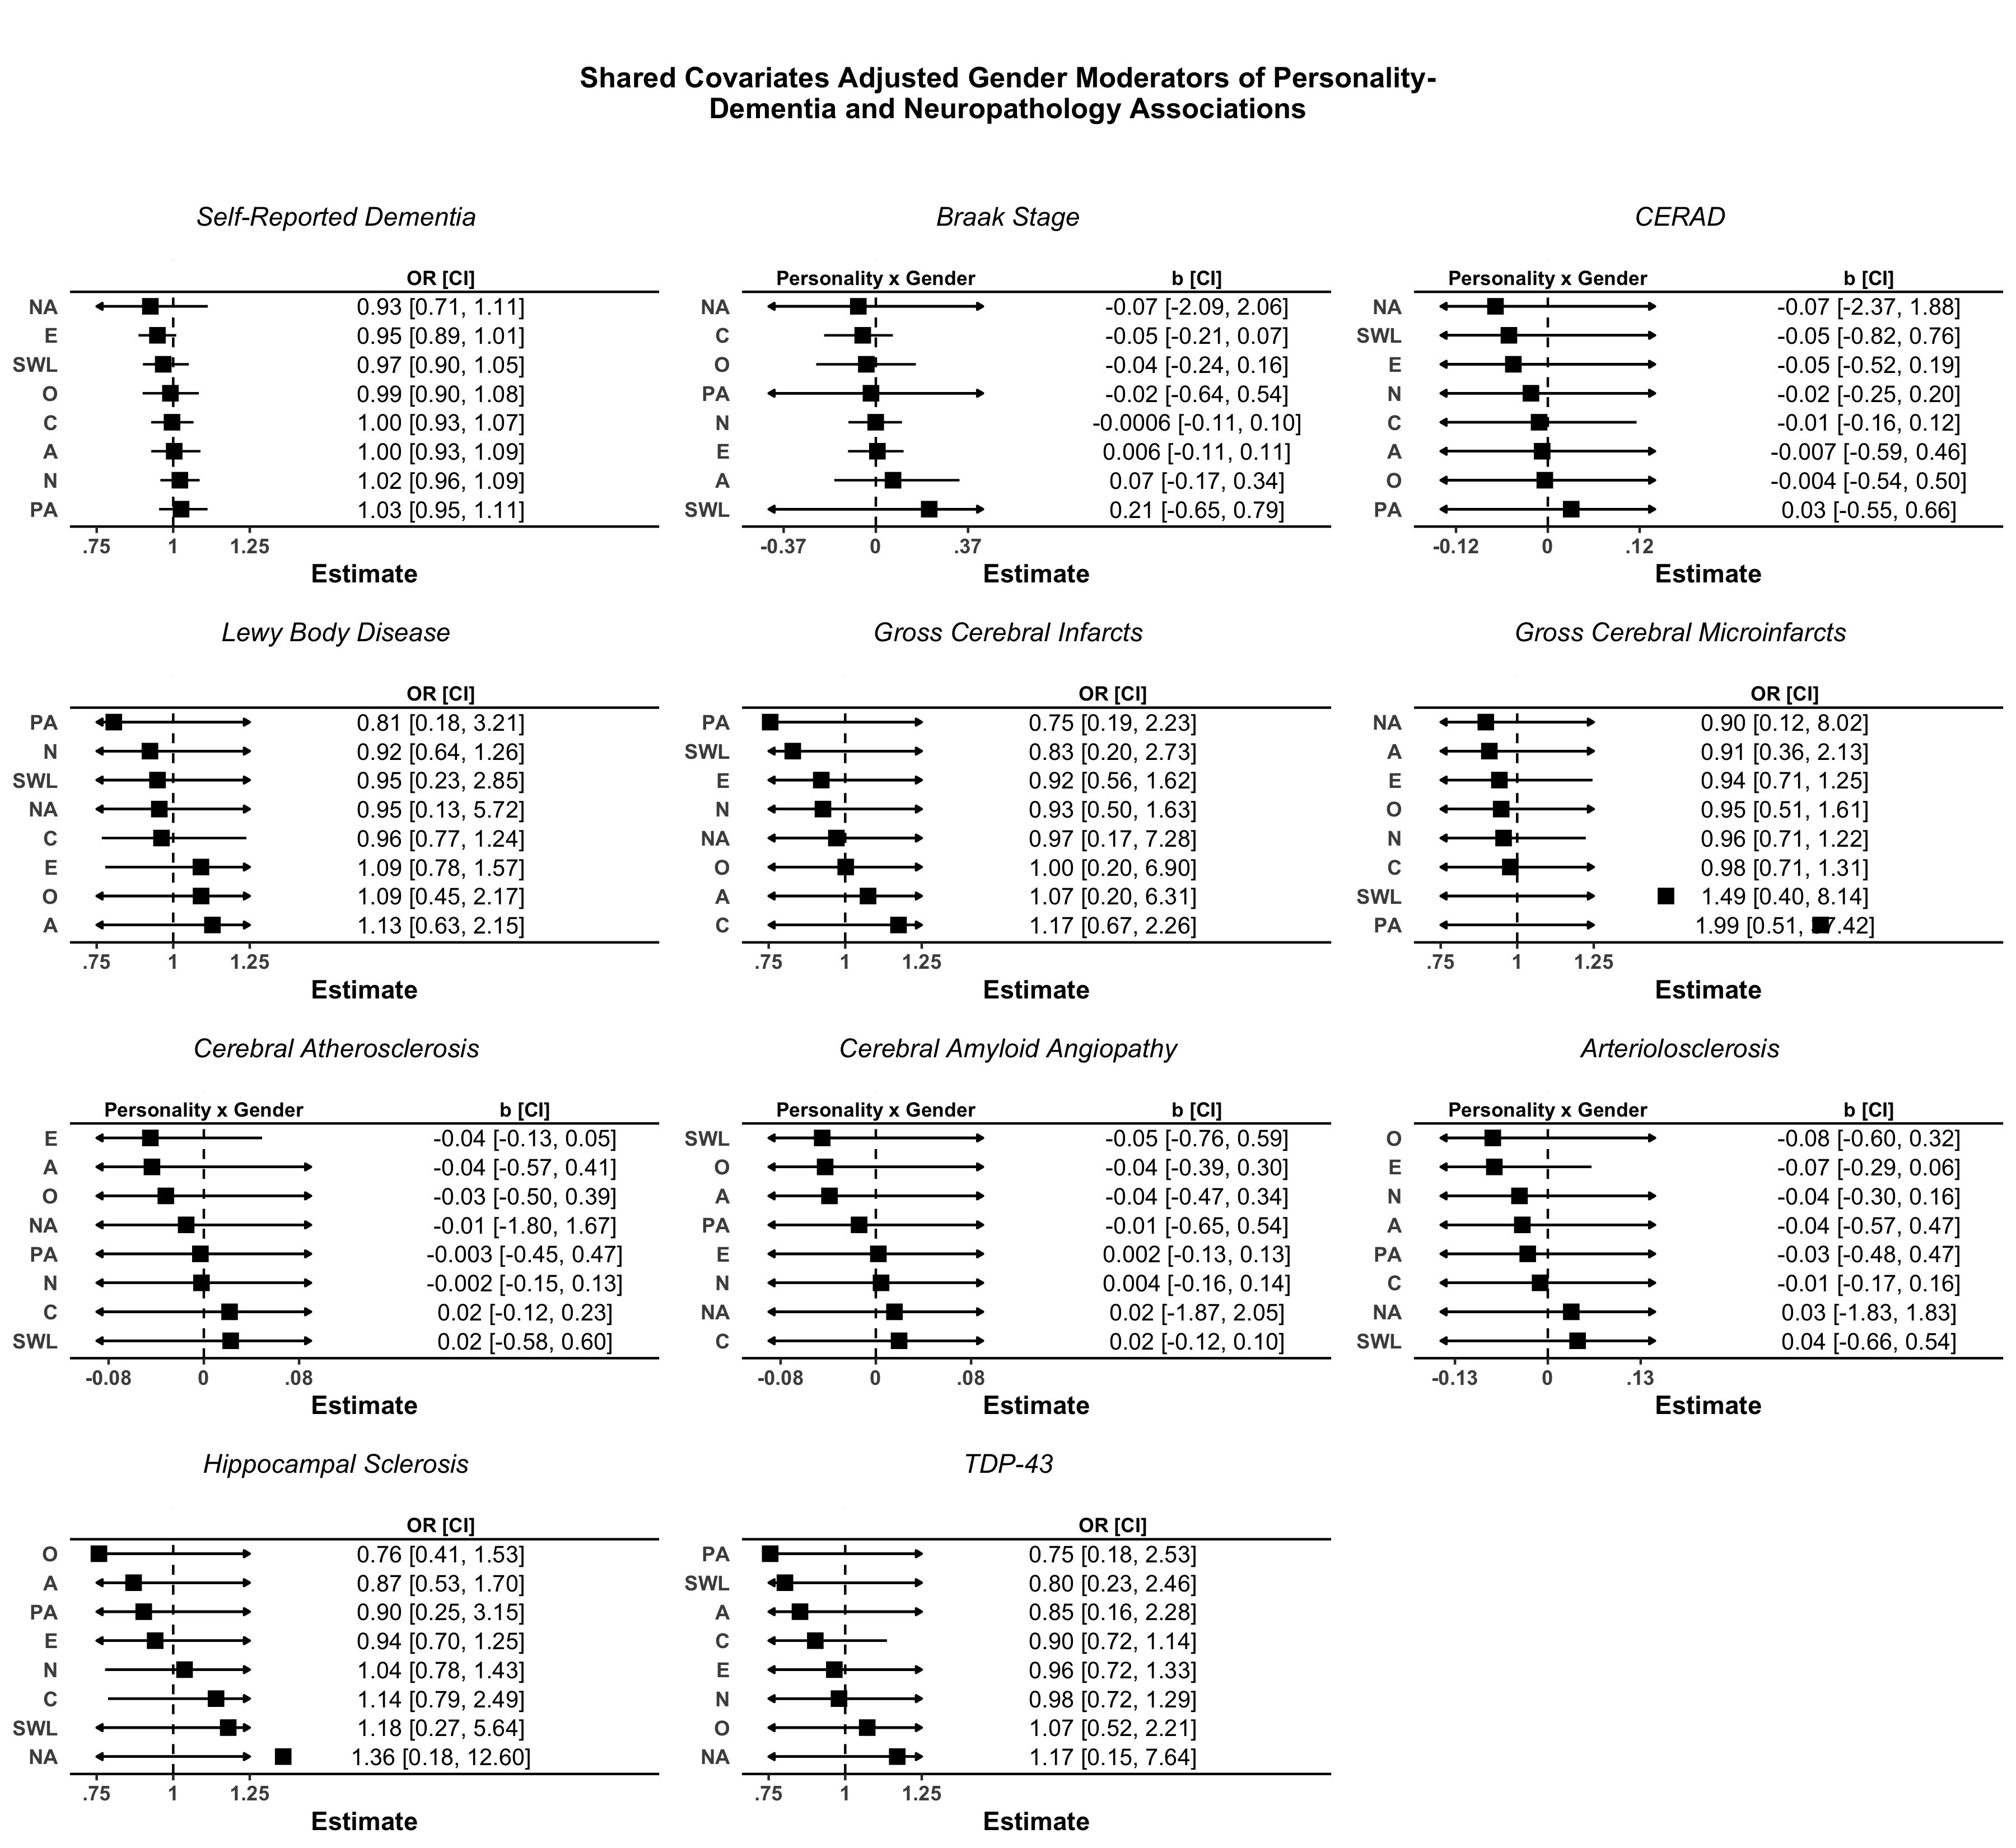 Shared Covariates Adjusted Gender Moderators of Personality-
Dementia and Neuropathology Associations
Self-Reported Dementia
OR [CI]
NA 0.93 [0.71, 1.11]
E 0.95 [0.89, 1.01]
SWL 0.97 [0.90, 1.05]
O 0.99 [0.90, 1.08]
C 1.00 [0.93, 1.07]
A 1.00 [0.93, 1.09]
N 1.02 [0.96, 1.09]
PA 1.03 [0.95, 1.11]
.75 1 1.25
Estimate
Braak Stage
Personality x Gender b [CI]
NA -0.07 [-2.09, 2.06]
C -0.05 [-0.21, 0.07]
O -0.04 [-0.24, 0.16]
PA -0.02 [-0.64, 0.54]
N -0.0006 [-0.11, 0.10]
E 0.006 [-0.11, 0.11]
A 0.07 [-0.17, 0.34]
SWL 0.21 [-0.65, 0.79]
-0.37 0 .37
Estimate
CERAD
Personality x Gender b [CI]
NA -0.07 [-2.37, 1.88]
SWL -0.05 [-0.82, 0.76]
E -0.05 [-0.52, 0.19]
N -0.02 [-0.25, 0.20]
C -0.01 [-0.16, 0.12]
A -0.007 [-0.59, 0.46]
O -0.004 [-0.54, 0.50]
PA 0.03 [-0.55, 0.66]
-0.12 0 .12
Estimate
Lewy Body Disease
OR [CI]
PA 0.81 [0.18, 3.21]
N 0.92 [0.64, 1.26]
SWL 0.95 [0.23, 2.85]
NA 0.95 [0.13, 5.72]
C 0.96 [0.77, 1.24]
E 1.09 [0.78, 1.57]
O 1.09 [0.45, 2.17]
A 1.13 [0.63, 2.15]
.75 1 1.25
Estimate
Gross Cerebral Infarcts
OR [CI]
PA 0.75 [0.19, 2.23]
SWL 0.83 [0.20, 2.73]
E 0.92 [0.56, 1.62]
N 0.93 [0.50, 1.63]
NA 0.97 [0.17, 7.28]
O 1.00 [0.20, 6.90]
A 1.07 [0.20, 6.31]
C 1.17 [0.67, 2.26]
.75 1 1.25
Estimate
Gross Cerebral Microinfarcts
OR [CI]
NA 0.90 [0.12, 8.02]
A 0.91 [0.36, 2.13]
E 0.94 [0.71, 1.25]
O 0.95 [0.51, 1.61]
N 0.96 [0.71, 1.22]
C 0.98 [0.71, 1.31]
SWL 1.49 [0.40, 8.14]
PA 1.99 [0.51,
.75 1 1.25
Estimate
Cerebral Atherosclerosis
Personality x Gender b [CI]
E -0.04 [-0.13, 0.05]
A -0.04 [-0.57, 0.41]
O -0.03 [-0.50, 0.39]
NA -0.01 [-1.80, 1.67]
PA -0.003 [-0.45, 0.47]
N -0.002 [-0.15, 0.13]
C 0.02 [-0.12, 0.23]
SWL 0.02 [-0.58, 0.60]
-0.08 0 .08
Estimate
Cerebral Amyloid Angiopathy
Personality x Gender b [CI]
SWL -0.05 [-0.76, 0.59]
O -0.04 [-0.39, 0.30]
A -0.04 [-0.47, 0.34]
PA -0.01 [-0.65, 0.54]
E 0.002 [-0.13, 0.13]
N 0.004 [-0.16, 0.14]
NA 0.02 [-1.87, 2.05]
C 0.02 [-0.12, 0.10]
-0.08 0 .08
Estimate
Arteriolosclerosis
Personality x Gender b [CI]
O -0.08 [-0.60, 0.32]
E -0.07 [-0.29, 0.06]
N -0.04 [-0.30, 0.16]
A -0.04 [-0.57, 0.47]
PA -0.03 [-0.48, 0.47]
C -0.01 [-0.17, 0.16]
NA 0.03 [-1.83, 1.83]
SWL 0.04 [-0.66, 0.54]
-0.13 0 .13
Estimate
Hippocampal Sclerosis
OR [CI]
O 0.76 [0.41, 1.53]
A 0.87 [0.53, 1.70]
PA 0.90 [0.25, 3.15]
E 0.94 [0.70, 1.25]
N 1.04 [0.78, 1.43]
C 1.14 [0.79, 2.49]
SWL 1.18 [0.27, 5.64]
NA 1.36 [0.18, 12.60]
.75 1 1.25
Estimate
TDP-43
OR [CI]
PA 0.75 [0.18, 2.53]
SWL 0.80 [0.23, 2.46]
A 0.85 [0.16, 2.28]
C 0.90 [0.72, 1.14]
E 0.96 [0.72, 1.33]
N 0.98 [0.72, 1.29]
O 1.07 [0.52, 2.21]
NA 1.17 [0.15, 7.64]
.75 1 1.25
Estimate